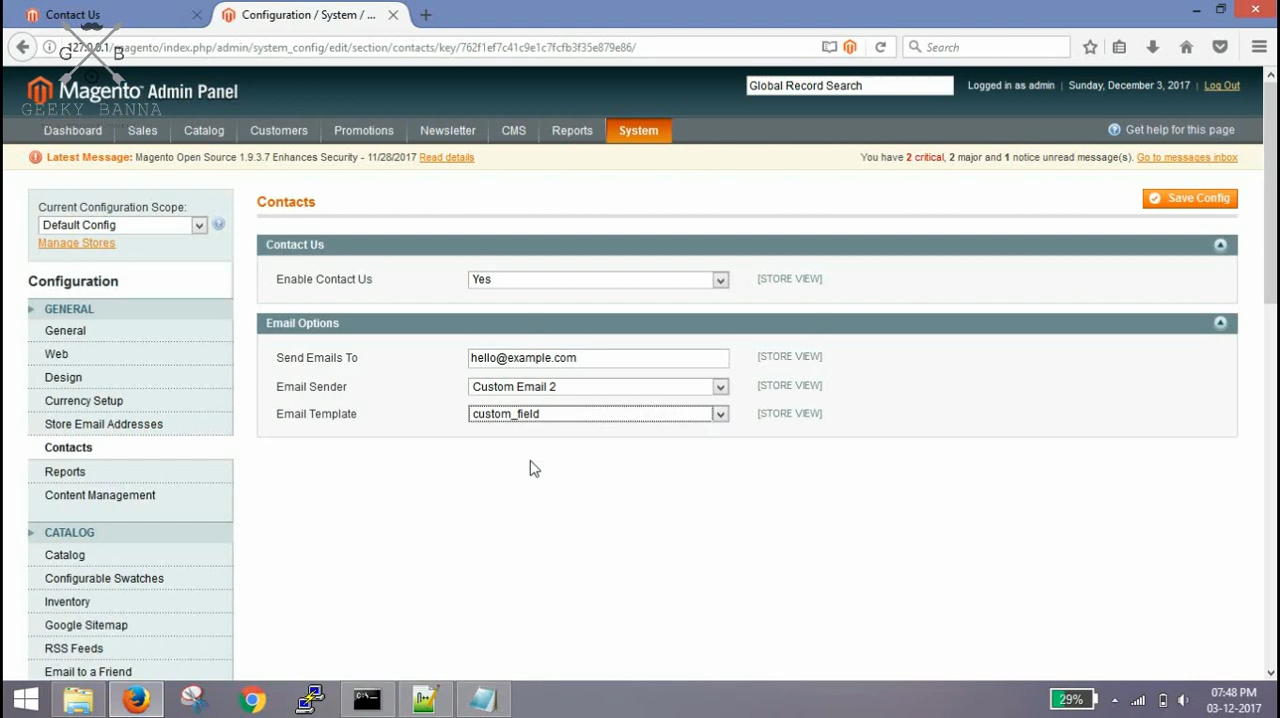 Contact Us
Configuration / System / ...
127.0.0.1/magento/index.php/admin/system_config/edit/section/contacts/key/762f1ef7c41c9e1c7fcfb3f35e879e86/
Search
G B
GEEKY BANNA
Magento Admin Panel
Global Record Search
Logged in as admin | Sunday, December 3, 2017 | Log Out
Dashboard Sales Catalog Customers Promotions Newsletter CMS Reports System
Get help for this page
Latest Message: Magento Open Source 1.9.3.7 Enhances Security - 11/28/2017 Read details
You have 2 critical, 2 major and 1 notice unread message(s). Go to messages inbox
Current Configuration Scope:
Default Config
Manage Stores
Configuration
GENERAL
General
Web
Design
Currency Setup
Store Email Addresses
Contacts
Reports
Content Management
CATALOG
Catalog
Configurable Swatches
Inventory
Google Sitemap
RSS Feeds
Email to a Friend
Contacts
Save Config
Contact Us
Enable Contact Us Yes [STORE VIEW]
Email Options
Send Emails To hello@example.com [STORE VIEW]
Email Sender Custom Email 2 [STORE VIEW]
Email Template custom_field [STORE VIEW]
29%
07:48 PM
03-12-2017